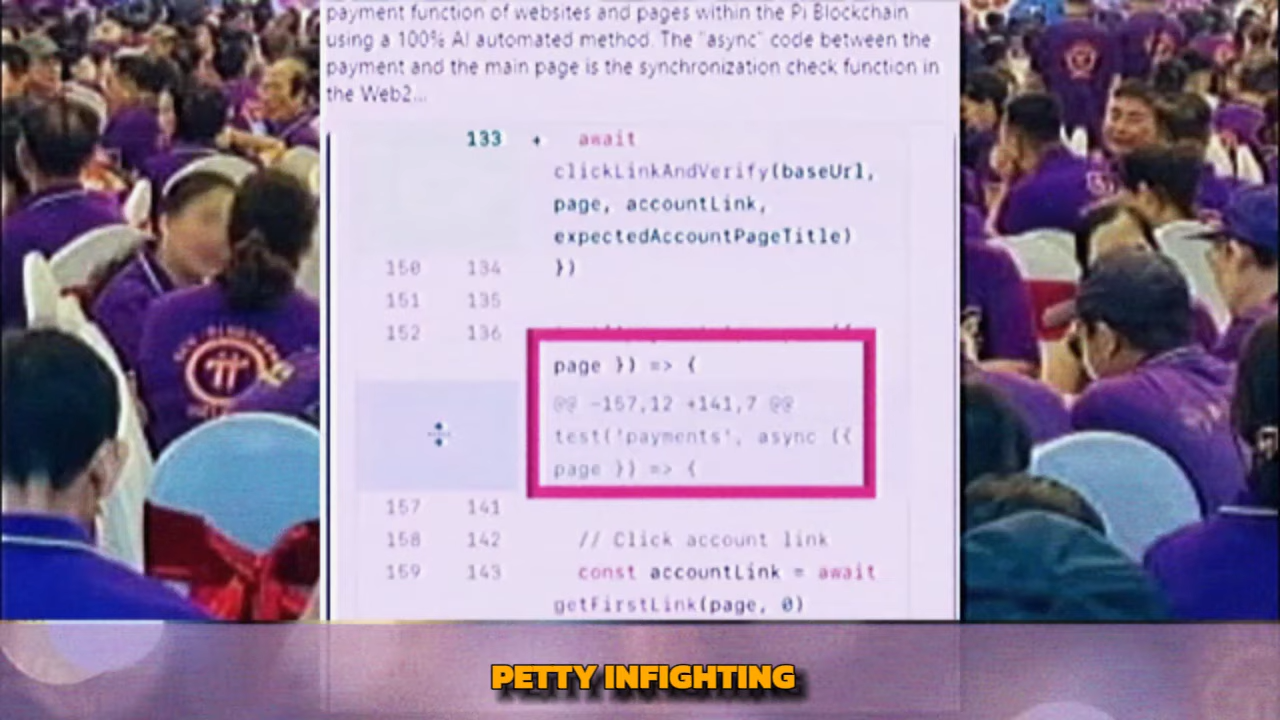 payment function of websites and pages within the Pi Blockchain
using a 100% AI automated method. The "async" code between the
payment and the main page is the synchronization check function in
the Web2...
133 + await
clickLinkAndVerify(baseUrl,
page, accountLink,
expectedAccountPageTitle)
150 134 })
151 135
152 136
page }) => {
@@ -157,12 +141,7 @@
test('payments', async ({
page }) => {
157 141
158 142 // Click account link
159 143 const accountLink = await
getFirstLink(page, 0)
PETTY INFIGHTING